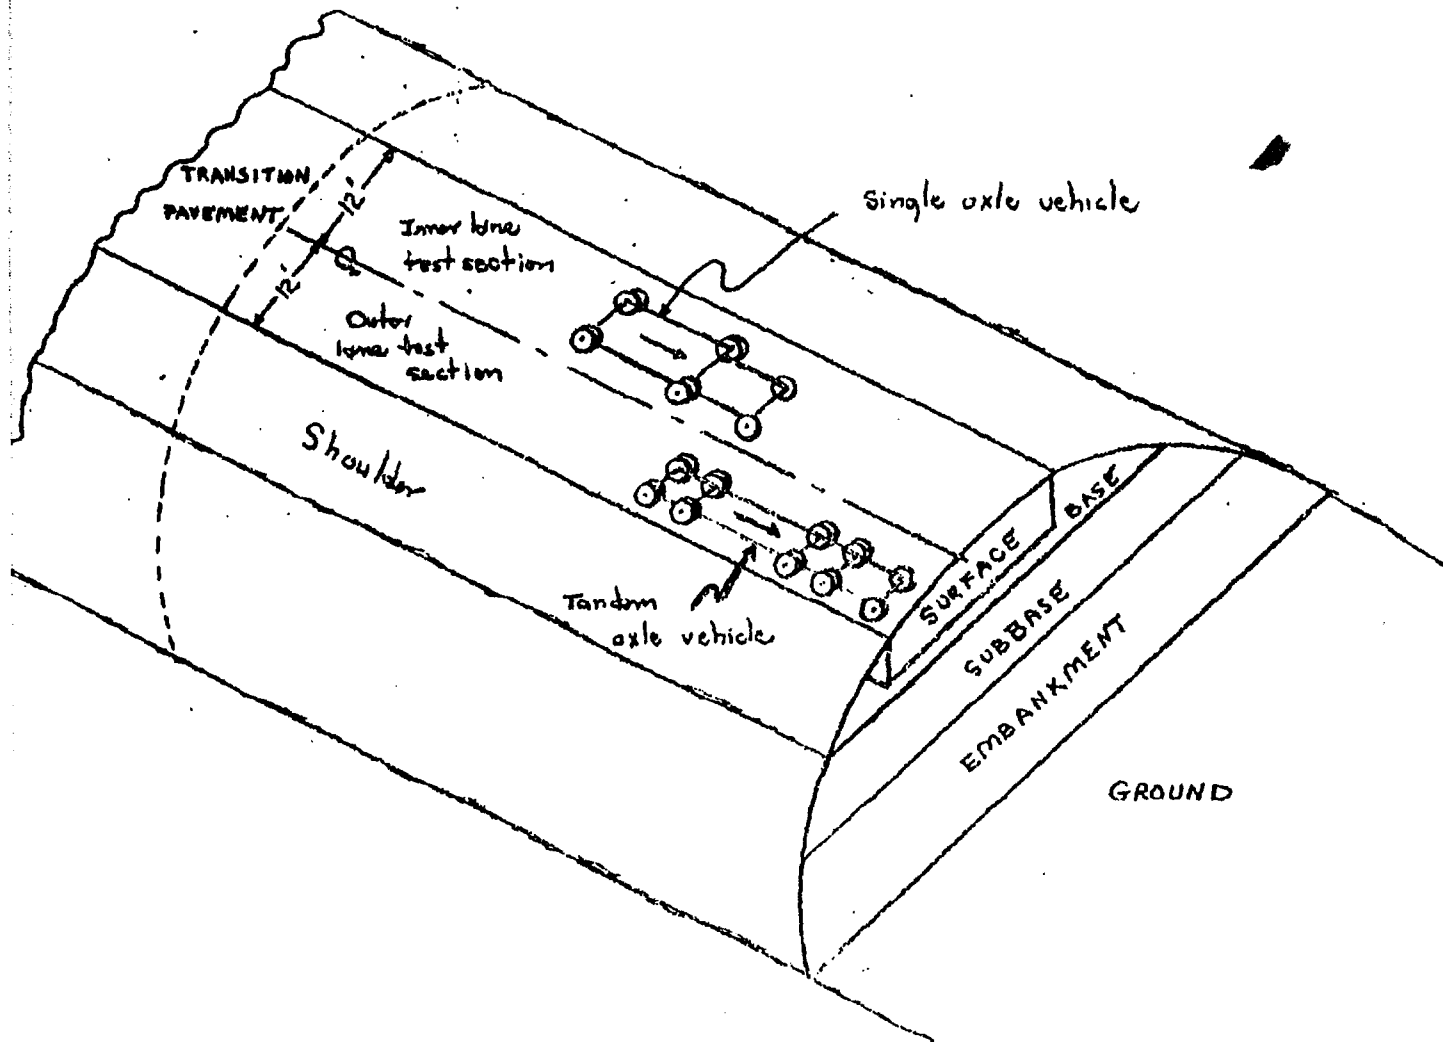 TRANSITION
PAVEMENT
12'
12'
℄
Inner lane
test section
Outer
lane test
section
Single axle vehicle
Shoulder
Tandem
axle vehicle
SURFACE
BASE
SUBBASE
EMBANKMENT
GROUND